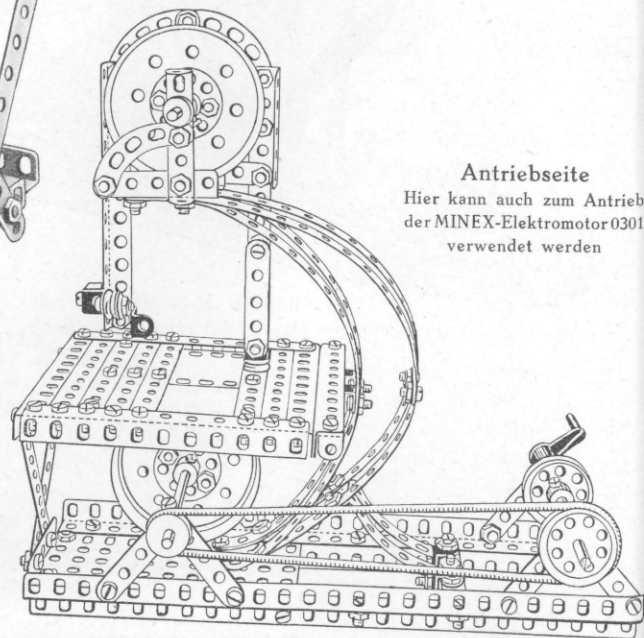 Antriebseite
Hier kann auch zum Antrieb
der MINEX-Elektromotor 0301
verwendet werden